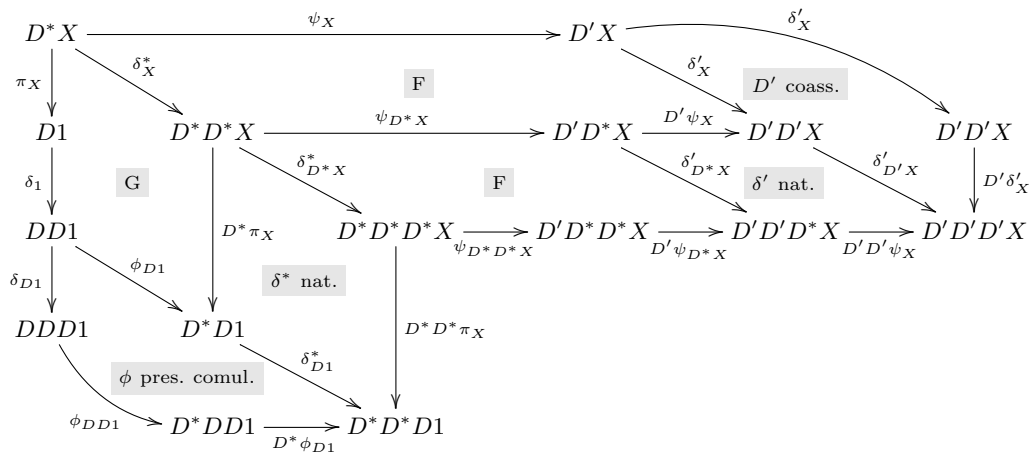 D*X ψ_X D′X δ′_X
π_X δ*_X F δ′_X D′ coass.
D1 D*D*X ψ_{D*X} D′D*X D′ψ_X D′D′X D′D′X
δ_1 G δ*_{D*X} F δ′_{D*X} δ′ nat. δ′_{D′X} D′δ′_X
DD1 D*π_X D*D*D*X ψ_{D*D*X} D′D*D*X D′ψ_{D*X} D′D′D*X D′D′ψ_X D′D′D′X
δ_{D1} φ_{D1} δ* nat.
DDD1 D*D1 D*D*π_X
φ pres. comul. δ*_{D1}
φ_{DD1} D*DD1 D*φ_{D1} D*D*D1